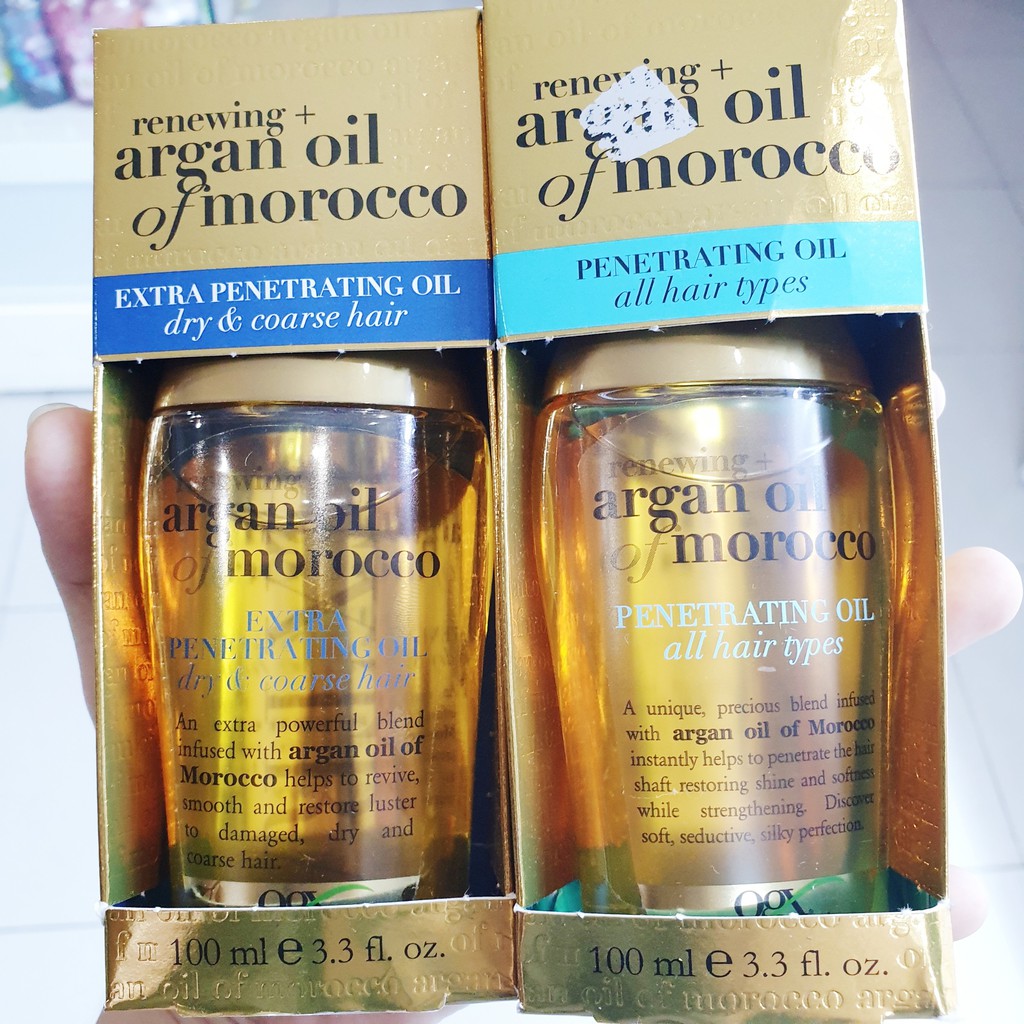 renewing +
argan oil
of morocco
EXTRA PENETRATING OIL
dry & coarse hair
argan oil
of morocco
EXTRA
PENETRATING OIL
dry & coarse hair
An extra powerful blend
infused with argan oil of
Morocco helps to revive,
smooth and restore luster
to damaged, dry and
coarse hair.
ogx
100 ml e 3.3 fl. oz.
renewing +
argan oil
of morocco
PENETRATING OIL
all hair types
renewing +
argan oil
of morocco
PENETRATING OIL
all hair types
A unique, precious blend infused
with argan oil of Morocco
instantly helps to penetrate the hair
shaft restoring shine and softness
while strengthening. Discover
soft, seductive, silky perfection.
ogx
100 ml e 3.3 fl. oz.